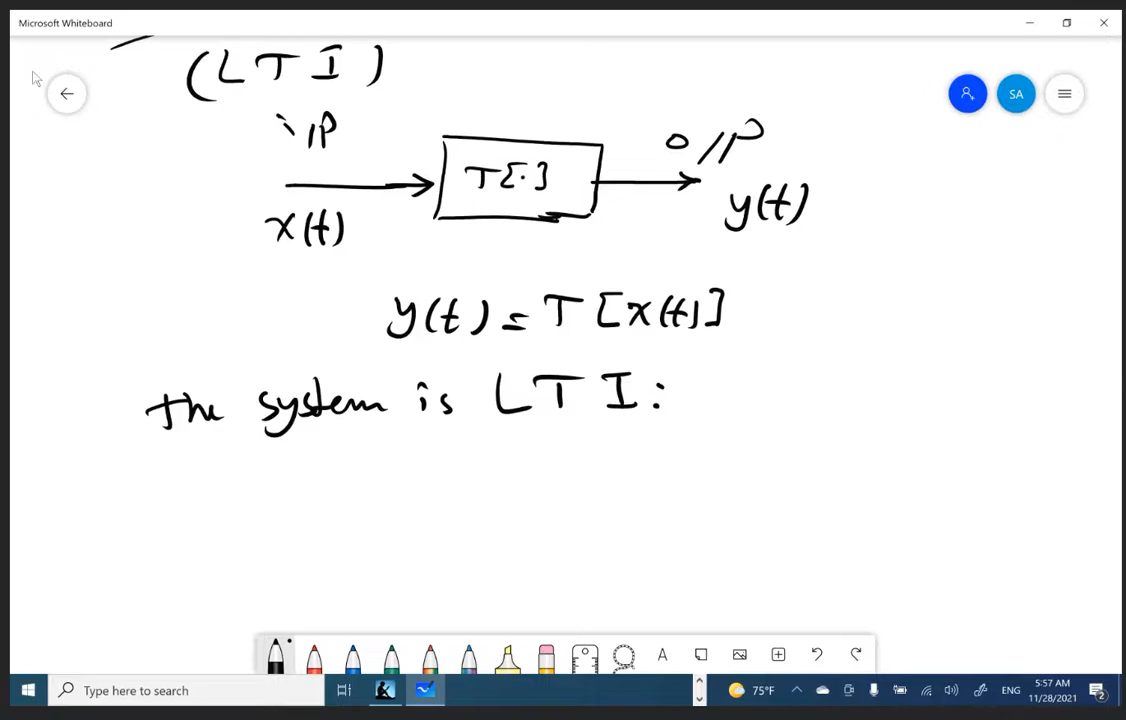 Microsoft Whiteboard
(LTI)
i/P
O/P
SA
T[·]
x(t)
y(t)
y(t) = T[x(t)]
the system is LTI:
A
Type here to search
75°F
ENG
5:57 AM
11/28/2021
2